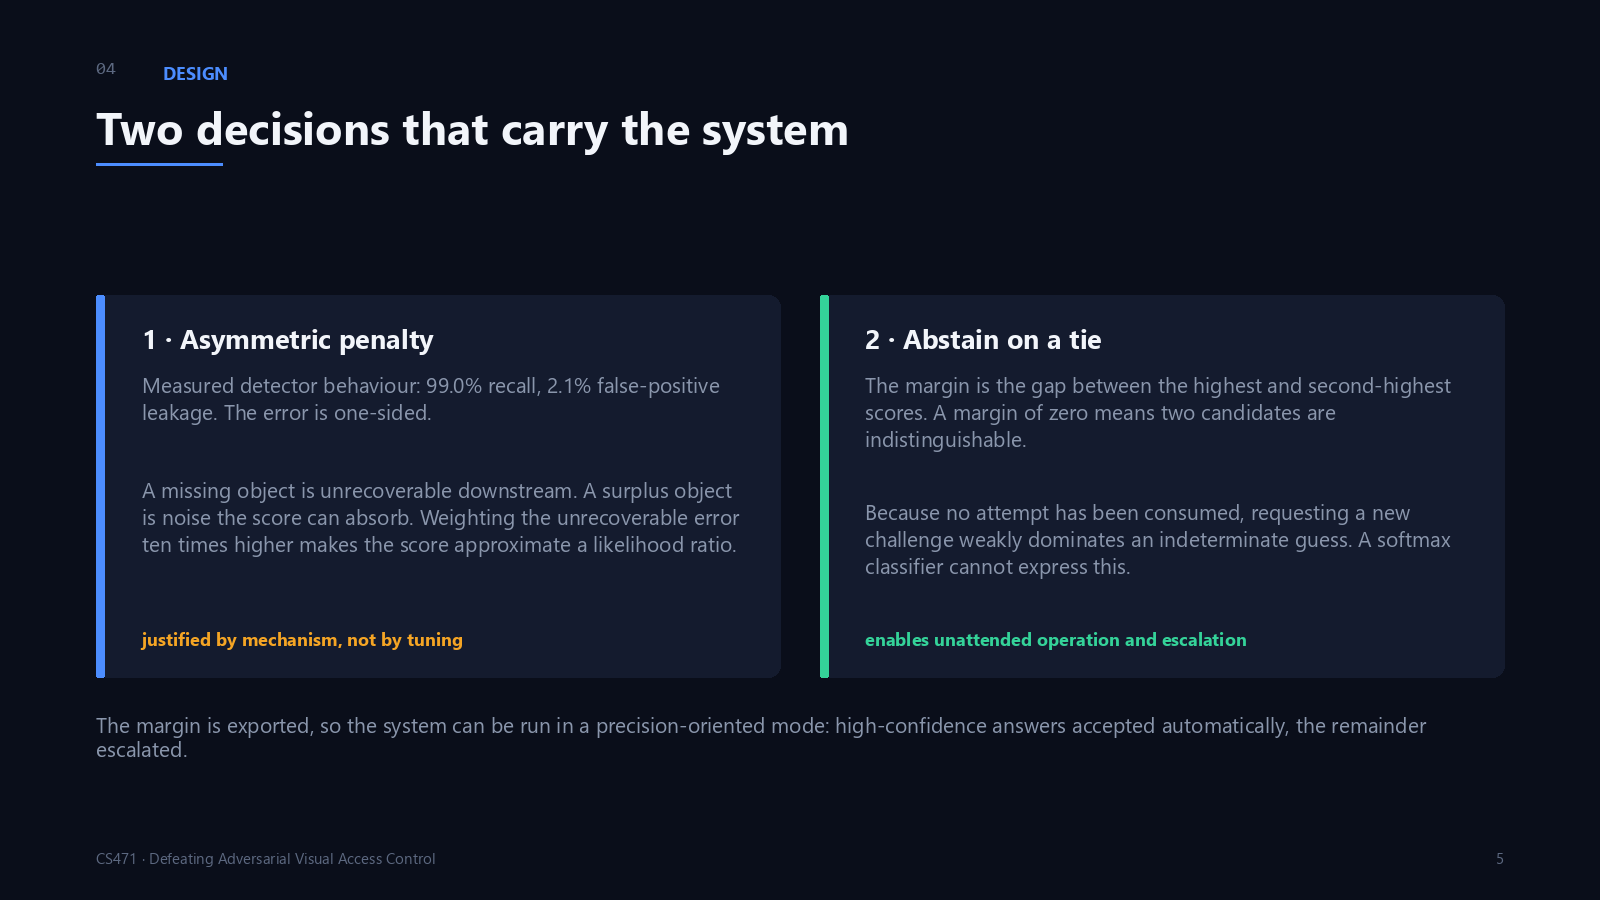 04
DESIGN
Two decisions that carry the system
1 · Asymmetric penalty
Measured detector behaviour: 99.0% recall, 2.1% false-positive
leakage. The error is one-sided.
A missing object is unrecoverable downstream. A surplus object
is noise the score can absorb. Weighting the unrecoverable error
ten times higher makes the score approximate a likelihood ratio.
justified by mechanism, not by tuning
2 · Abstain on a tie
The margin is the gap between the highest and second-highest
scores. A margin of zero means two candidates are
indistinguishable.
Because no attempt has been consumed, requesting a new
challenge weakly dominates an indeterminate guess. A softmax
classifier cannot express this.
enables unattended operation and escalation
The margin is exported, so the system can be run in a precision-oriented mode: high-confidence answers accepted automatically, the remainder
escalated.
CS471 · Defeating Adversarial Visual Access Control
5